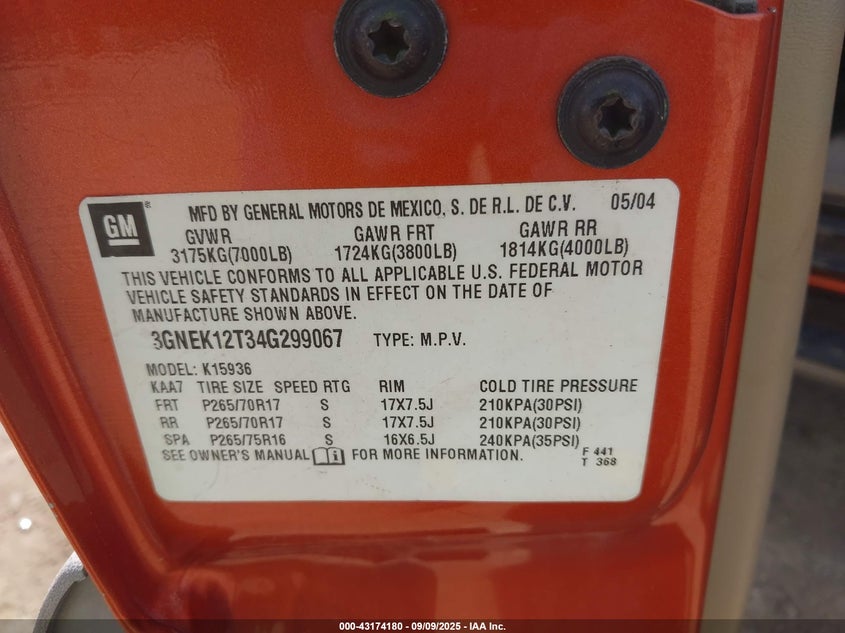 GM ®
MFD BY GENERAL MOTORS DE MEXICO, S. DE R.L. DE C.V. 05/04
GVWR GAWR FRT GAWR RR
3175KG(7000LB) 1724KG(3800LB) 1814KG(4000LB)
THIS VEHICLE CONFORMS TO ALL APPLICABLE U.S. FEDERAL MOTOR
VEHICLE SAFETY STANDARDS IN EFFECT ON THE DATE OF
MANUFACTURE SHOWN ABOVE.
3GNEK12T34G299067 TYPE: M.P.V.
MODEL: K15936
KAA7 TIRE SIZE SPEED RTG RIM COLD TIRE PRESSURE
FRT P265/70R17 S 17X7.5J 210KPA(30PSI)
RR P265/70R17 S 17X7.5J 210KPA(30PSI)
SPA P265/75R16 S 16X6.5J 240KPA(35PSI)
SEE OWNER'S MANUAL FOR MORE INFORMATION.
F 441
T 368
000-43174180 - 09/09/2025 - IAA Inc.